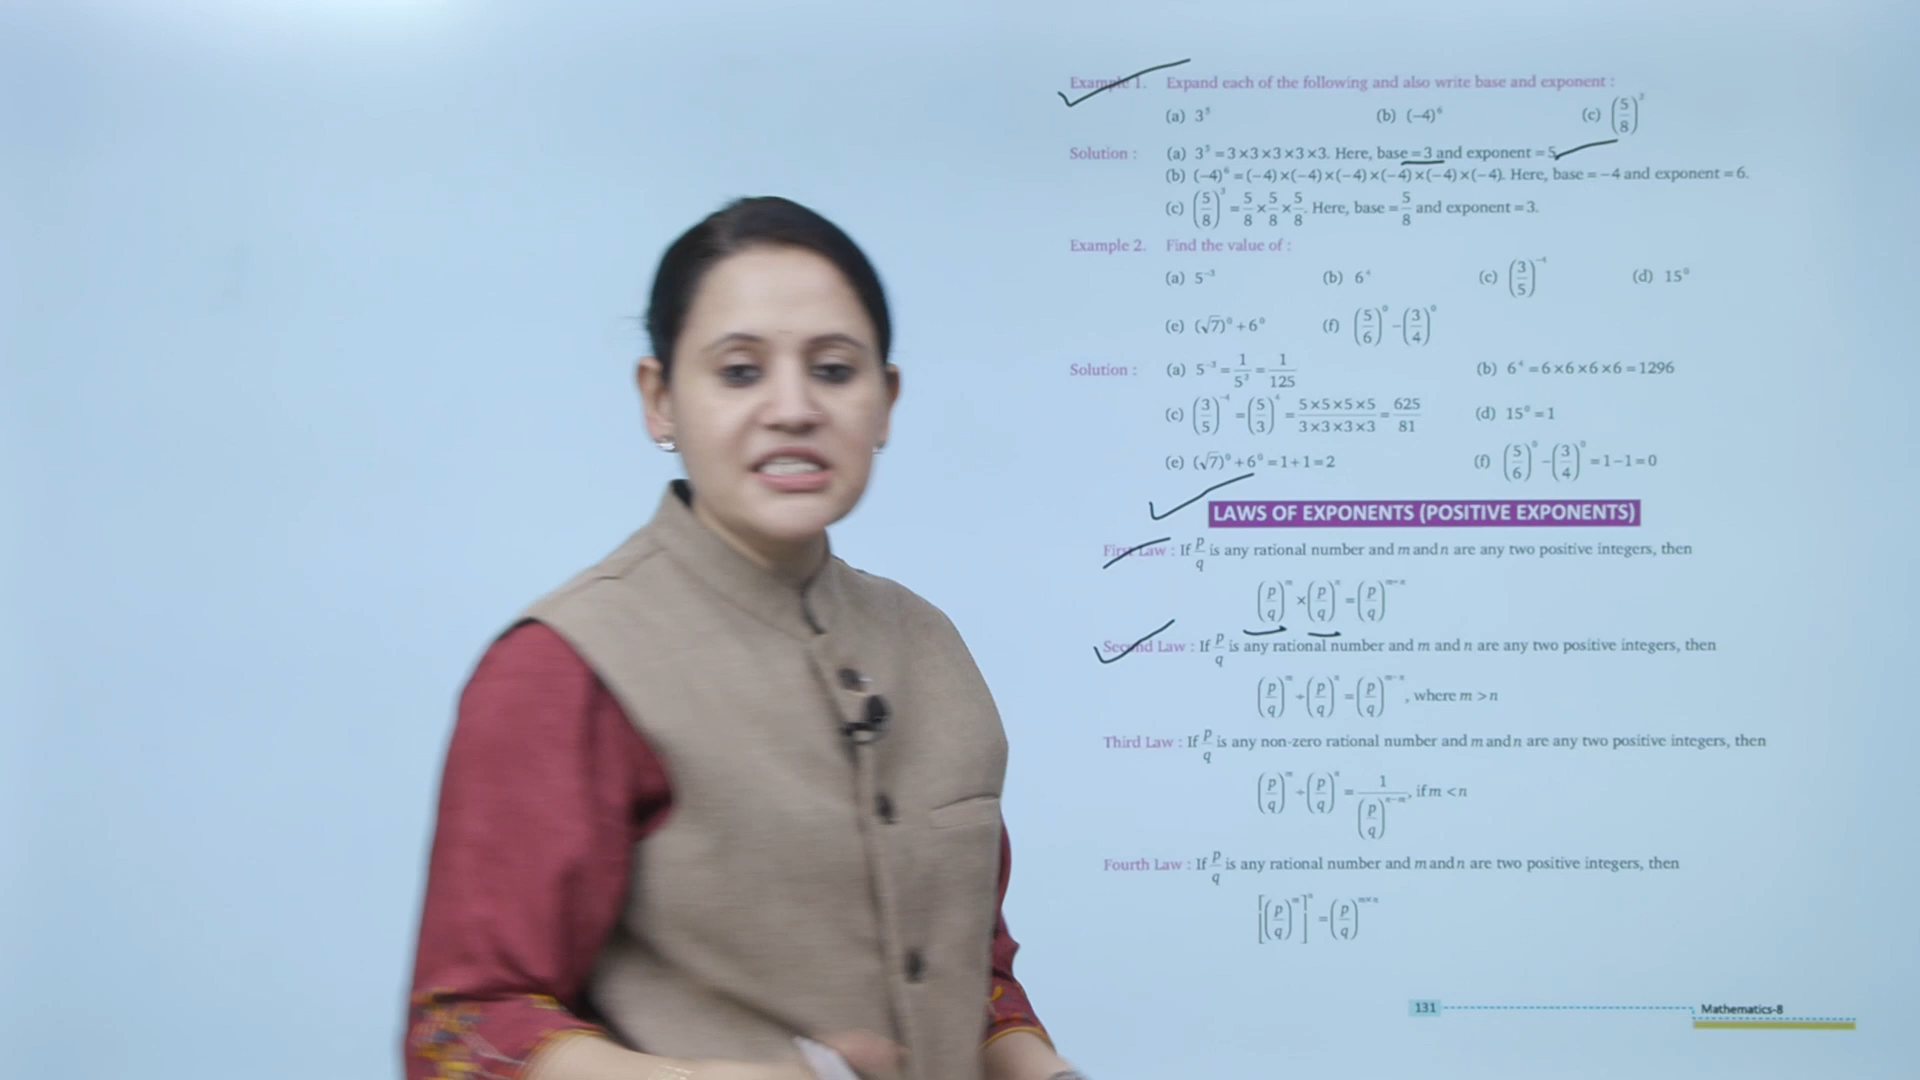 Example 1. Expand each of the following and also write base and exponent :
(a) 3⁵ (b) (−4)⁶ (c) (5/8)³
Solution : (a) 3⁵ = 3×3×3×3×3. Here, base = 3 and exponent = 5.
(b) (−4)⁶ = (−4)×(−4)×(−4)×(−4)×(−4)×(−4). Here, base = −4 and exponent = 6.
(c) (5/8)³ = 5/8 × 5/8 × 5/8. Here, base = 5/8 and exponent = 3.
Example 2. Find the value of :
(a) 5⁻³ (b) 6⁴ (c) (3/5)⁻⁴ (d) 15⁰
(e) (√7)⁰ + 6⁰ (f) (5/6)⁰ − (3/4)⁰
Solution : (a) 5⁻³ = 1/5³ = 1/125 (b) 6⁴ = 6×6×6×6 = 1296
(c) (3/5)⁻⁴ = (5/3)⁴ = 5×5×5×5/3×3×3×3 = 625/81 (d) 15⁰ = 1
(e) (√7)⁰ + 6⁰ = 1+1 = 2 (f) (5/6)⁰ − (3/4)⁰ = 1−1 = 0
LAWS OF EXPONENTS (POSITIVE EXPONENTS)
First Law : If p/q is any rational number and m and n are any two positive integers, then
(p/q)ᵐ × (p/q)ⁿ = (p/q)ᵐ⁺ⁿ
Second Law : If p/q is any rational number and m and n are any two positive integers, then
(p/q)ᵐ ÷ (p/q)ⁿ = (p/q)ᵐ⁻ⁿ, where m > n
Third Law : If p/q is any non-zero rational number and m and n are any two positive integers, then
(p/q)ᵐ ÷ (p/q)ⁿ = 1/(p/q)ⁿ⁻ᵐ, if m < n
Fourth Law : If p/q is any rational number and m and n are two positive integers, then
[(p/q)ᵐ]ⁿ = (p/q)ᵐˣⁿ
131 Mathematics-8